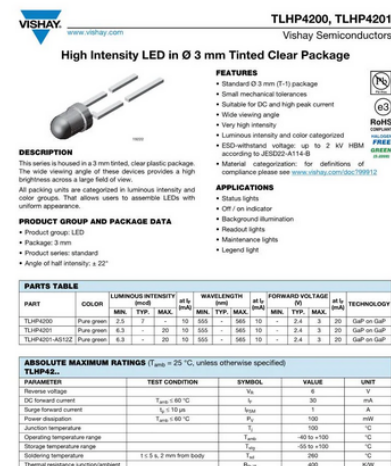 VISHAY
www.vishay.com
TLHP4200, TLHP4201
Vishay Semiconductors
High Intensity LED in Ø 3 mm Tinted Clear Package
FEATURES
• Standard Ø 3 mm (T-1) package
• Small mechanical tolerances
• Suitable for DC and high peak current
• Wide viewing angle
• Very high intensity
• Luminous intensity and color categorized
• ESD-withstand voltage: up to 2 kV HBM
according to JESD22-A114-B
• Material categorization: for definitions of
compliance please see www.vishay.com/doc?99912
Pb
e3
RoHS
COMPLIANT
HALOGEN
FREE
GREEN
DESCRIPTION
This series is housed in a 3 mm tinted, clear plastic package.
The wide viewing angle of these devices provides a high
brightness across a large field of view.
All packing units are categorized in luminous intensity and
color groups. That allows users to assemble LEDs with
uniform appearance.
PRODUCT GROUP AND PACKAGE DATA
• Product group: LED
• Package: 3 mm
• Product series: standard
• Angle of half intensity: ± 22°
APPLICATIONS
• Status lights
• Off / on indicator
• Background illumination
• Readout lights
• Maintenance lights
• Legend light
PARTS TABLE
PART COLOR LUMINOUS INTENSITY (mcd) at IF (mA) WAVELENGTH (nm) at IF (mA) FORWARD VOLTAGE (V) at IF (mA) TECHNOLOGY
MIN. TYP. MAX. MIN. TYP. MAX. MIN. TYP. MAX.
TLHP4200 Pure green 2.5 7 - 10 555 - 565 10 - 2.4 3 20 GaP on GaP
TLHP4201 Pure green 6.3 - 20 10 555 - 565 10 - 2.4 3 20 GaP on GaP
TLHP4201-AS12Z Pure green 6.3 - 20 10 555 - 565 10 - 2.4 3 20 GaP on GaP
ABSOLUTE MAXIMUM RATINGS (Tamb = 25 °C, unless otherwise specified)
TLHP42..
PARAMETER TEST CONDITION SYMBOL VALUE UNIT
Reverse voltage VR 6 V
DC forward current Tamb ≤ 60 °C IF 30 mA
Surge forward current tp ≤ 10 μs IFSM 1 A
Power dissipation Tamb ≤ 60 °C PV 100 mW
Junction temperature Tj 100 °C
Operating temperature range Tamb -40 to +100 °C
Storage temperature range Tstg -55 to +100 °C
Soldering temperature t ≤ 5 s, 2 mm from body Tsd 260 °C
Thermal resistance junction/ambient RthJA 400 K/W